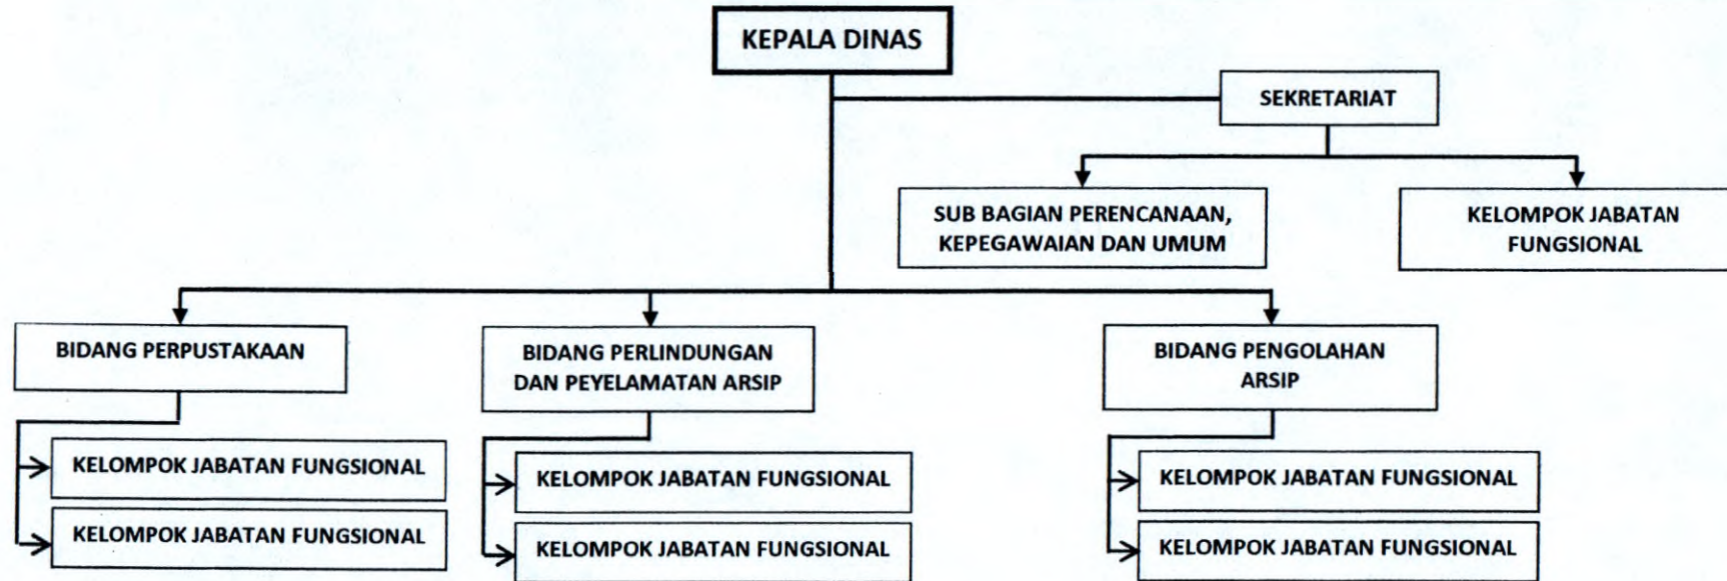 KEPALA DINAS
SEKRETARIAT
SUB BAGIAN PERENCANAAN,
KEPEGAWAIAN DAN UMUM
KELOMPOK JABATAN
FUNGSIONAL
BIDANG PERPUSTAKAAN
BIDANG PERLINDUNGAN
DAN PEYELAMATAN ARSIP
BIDANG PENGOLAHAN
ARSIP
KELOMPOK JABATAN FUNGSIONAL
KELOMPOK JABATAN FUNGSIONAL
KELOMPOK JABATAN FUNGSIONAL
KELOMPOK JABATAN FUNGSIONAL
KELOMPOK JABATAN FUNGSIONAL
KELOMPOK JABATAN FUNGSIONAL